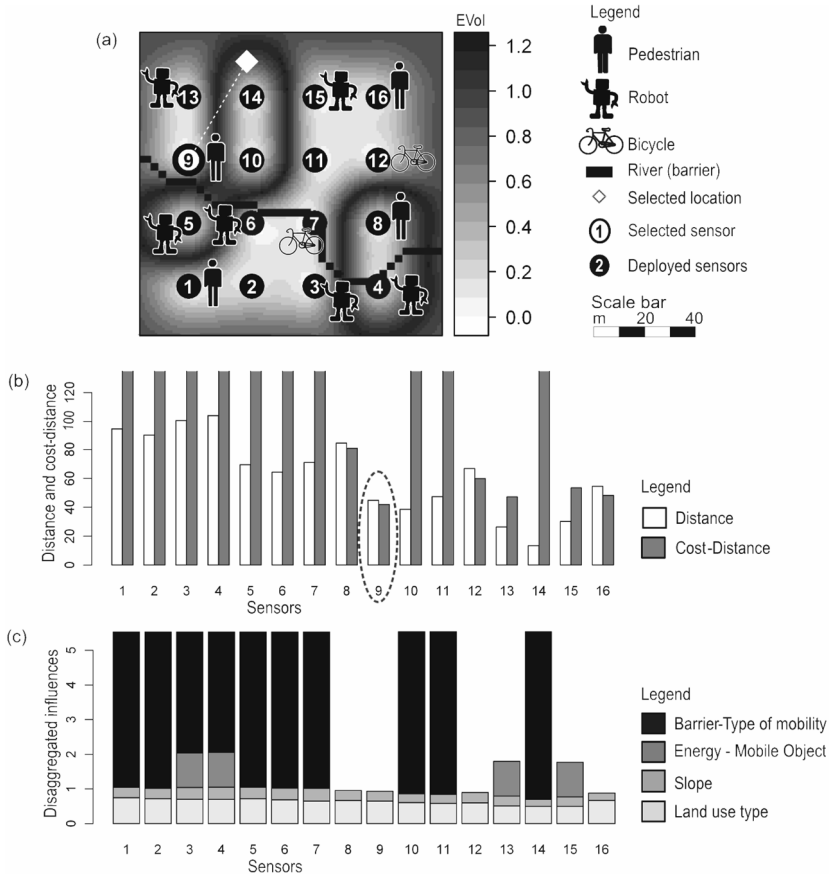 (a)
EVol
1.2
1.0
0.8
0.6
0.4
0.2
0.0
13 14 15 16
9 10 11 12
5 6 7 8
1 2 3 4
Legend
Pedestrian
Robot
Bicycle
River (barrier)
Selected location
1 Selected sensor
2 Deployed sensors
Scale bar
m 20 40
(b)
Distance and cost-distance
120
100
80
60
40
20
0
1 2 3 4 5 6 7 8 9 10 11 12 13 14 15 16
Sensors
Legend
Distance
Cost-Distance
(c)
Disaggregated influences
5
4
3
2
1
0
1 2 3 4 5 6 7 8 9 10 11 12 13 14 15 16
Sensors
Legend
Barrier-Type of mobility
Energy - Mobile Object
Slope
Land use type